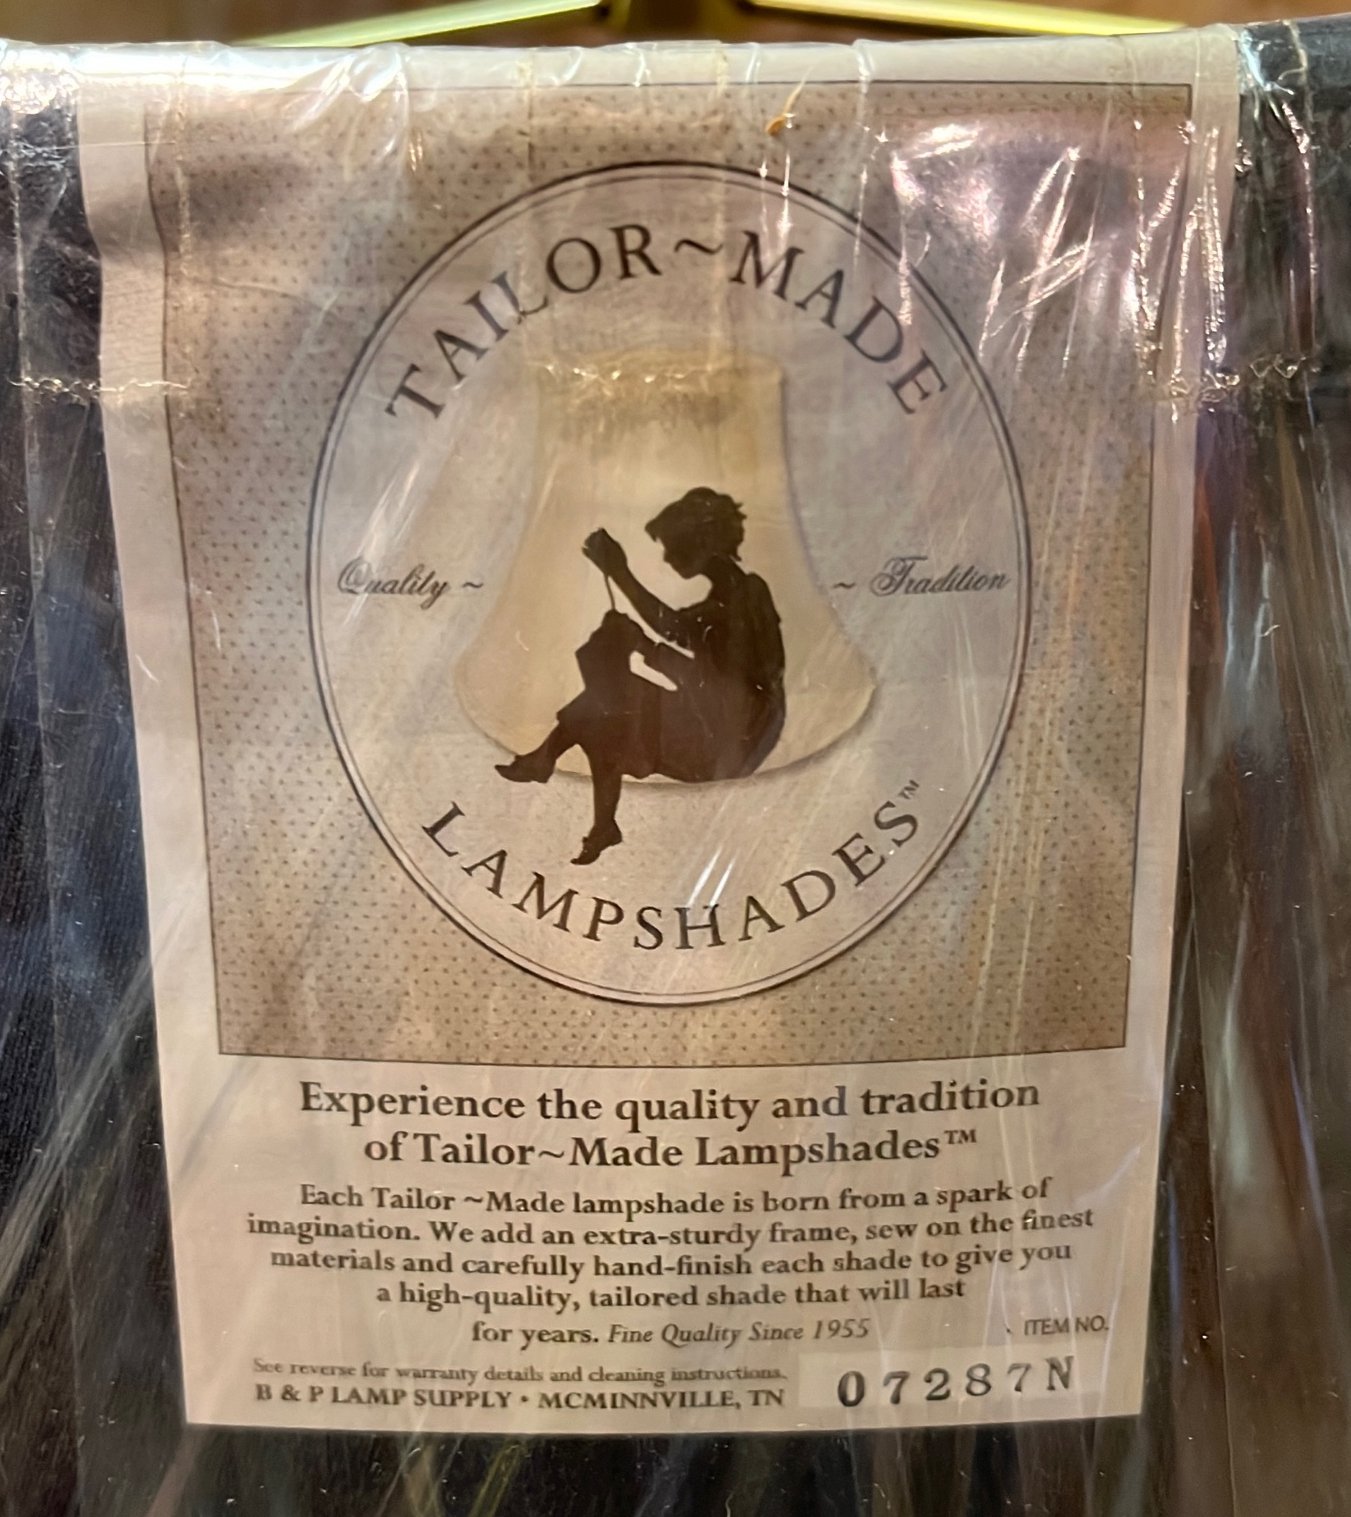 TAILOR~MADE
Quality ~
~ Tradition
LAMPSHADES™
Experience the quality and tradition
of Tailor~Made Lampshades™
Each Tailor ~Made lampshade is born from a spark of
imagination. We add an extra-sturdy frame, sew on the finest
materials and carefully hand-finish each shade to give you
a high-quality, tailored shade that will last
for years. Fine Quality Since 1955
ITEM NO.
See reverse for warranty details and cleaning instructions.
07287N
B & P LAMP SUPPLY • MCMINNVILLE, TN